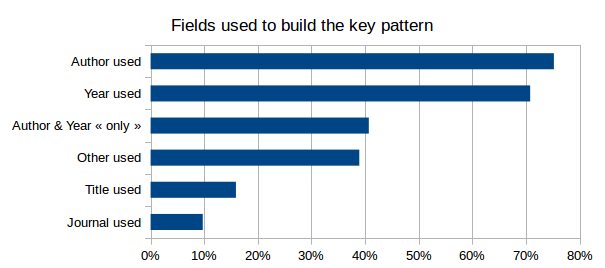 Fields used to build the key pattern
Author used
Year used
Author & Year « only »
Other used
Title used
Journal used
0% 10% 20% 30% 40% 50% 60% 70% 80%